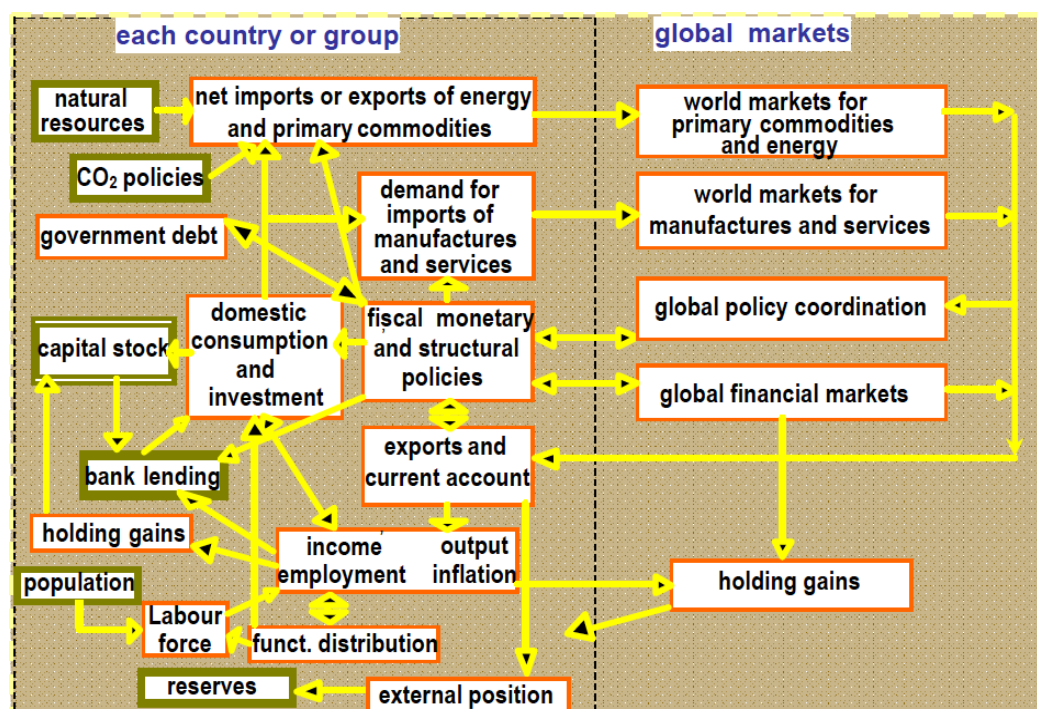 each country or group
global markets
natural
resources
net imports or exports of energy
and primary commodities
world markets for
primary commodities
and energy
CO₂ policies
demand for
imports of
manufactures
and services
world markets for
manufactures and services
government debt
domestic
consumption
and
investment
fiscal monetary
and structural
policies
global policy coordination
capital stock
global financial markets
exports and
current account
bank lending
holding gains
income output
employment inflation
holding gains
population
Labour
force
funct. distribution
reserves
external position